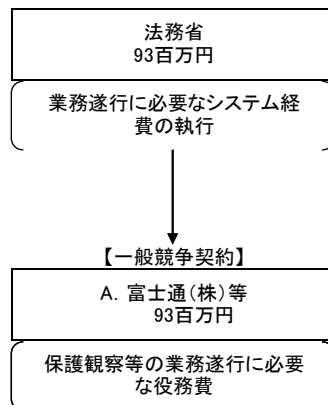 法務省
93百万円
業務遂行に必要なシステム経
費の執行
【一般競争契約】
A. 富士通(株)等
93百万円
保護観察等の業務遂行に必要
な役務費